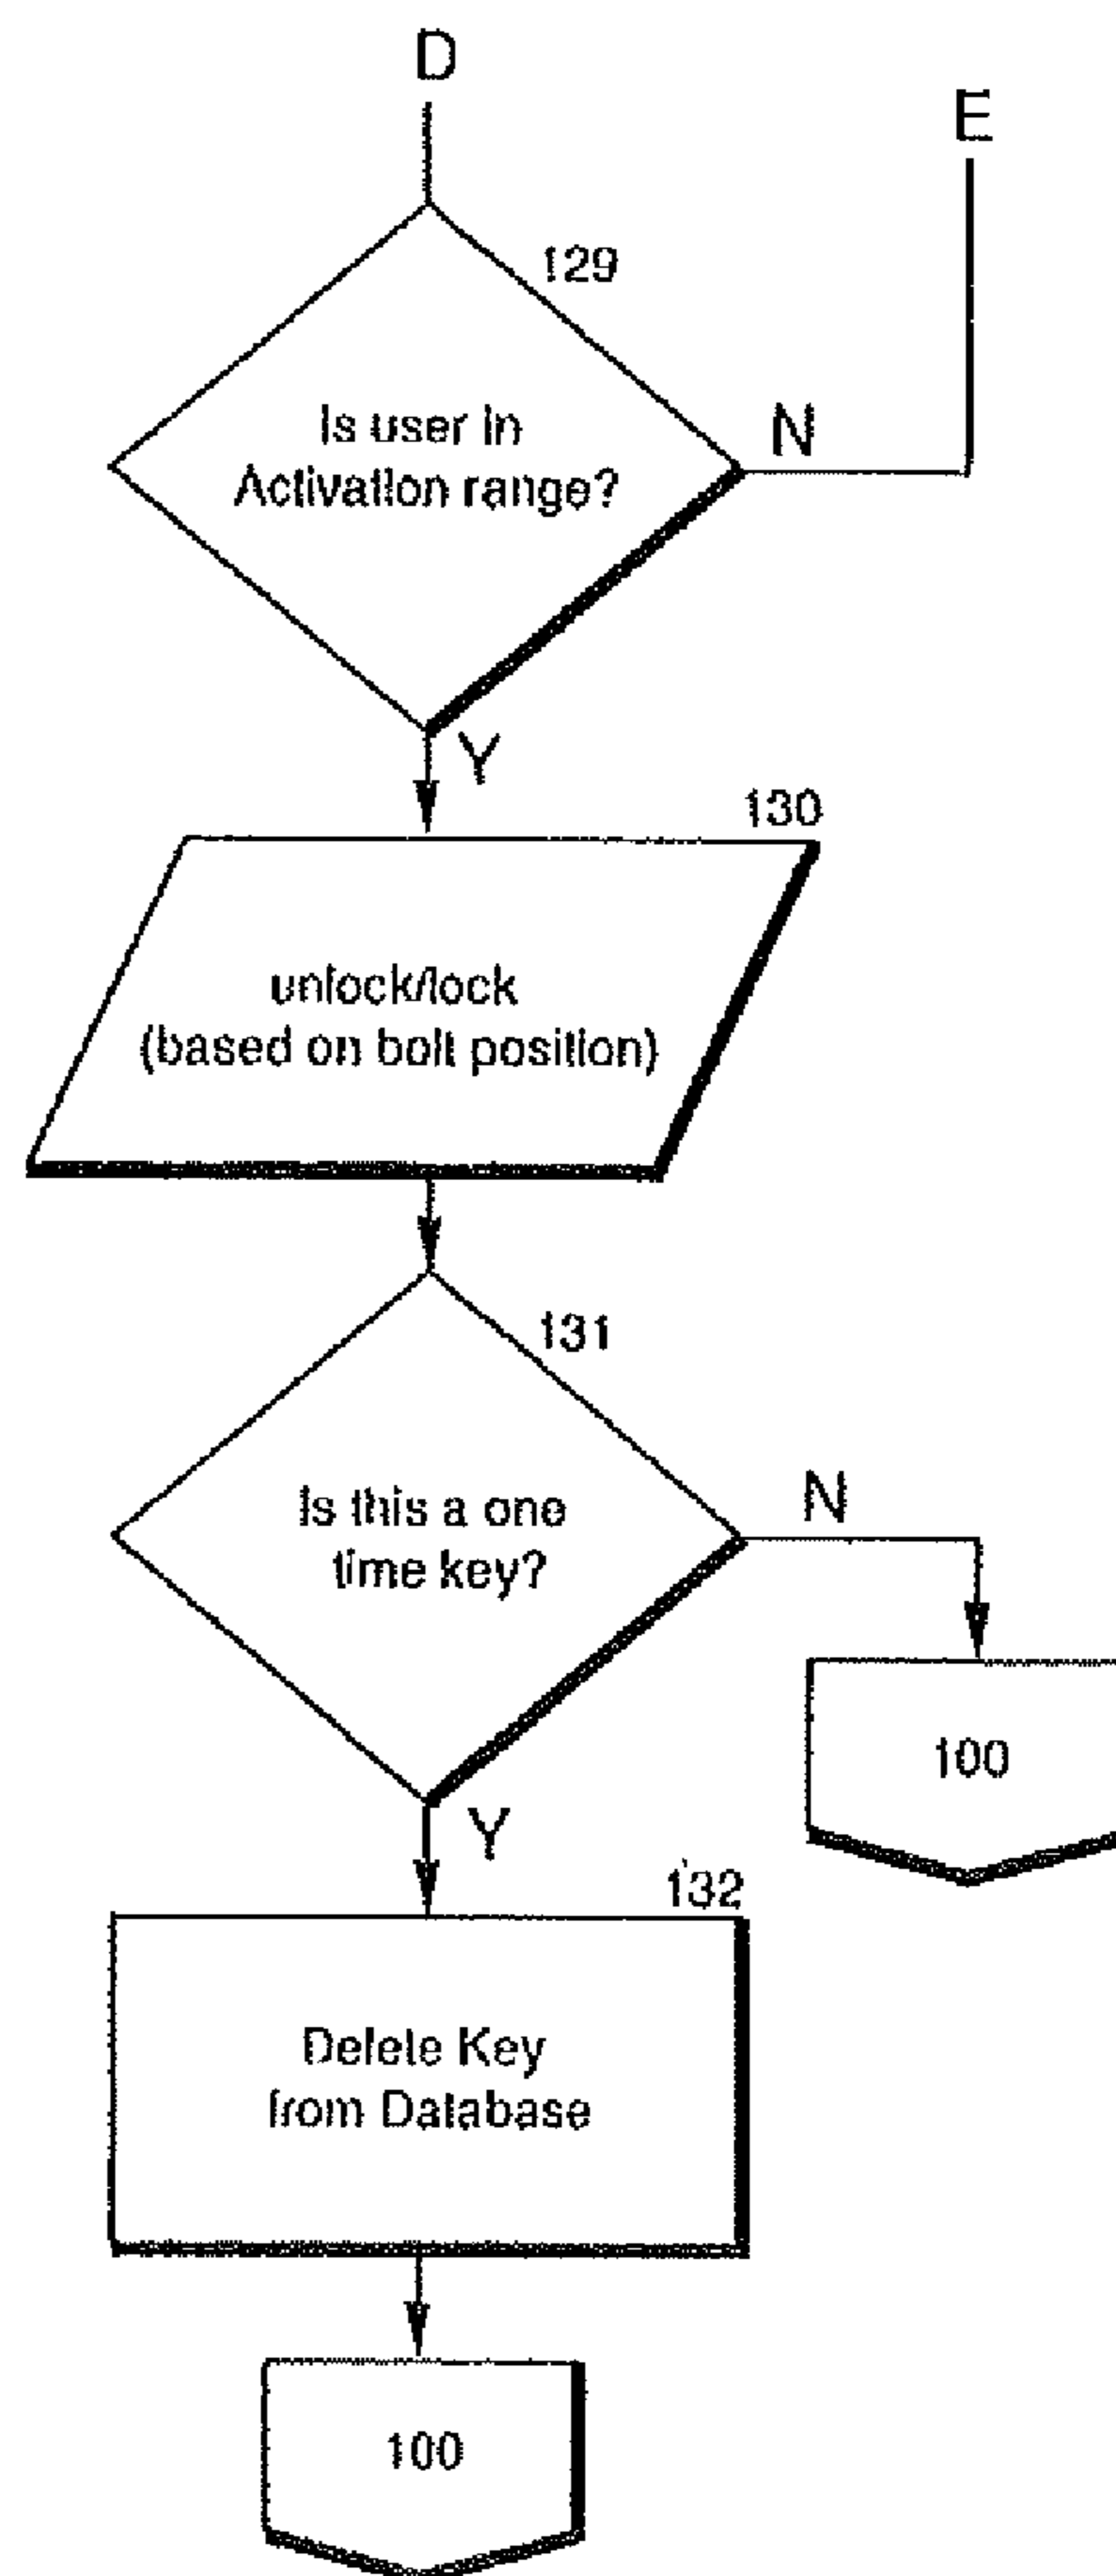 D
E
129
Is user in
Activation range?
N
Y
130
unlock/lock
(based on bolt position)
131
Is this a one
time key?
N
100
Y
132
Delete Key
from Database
100